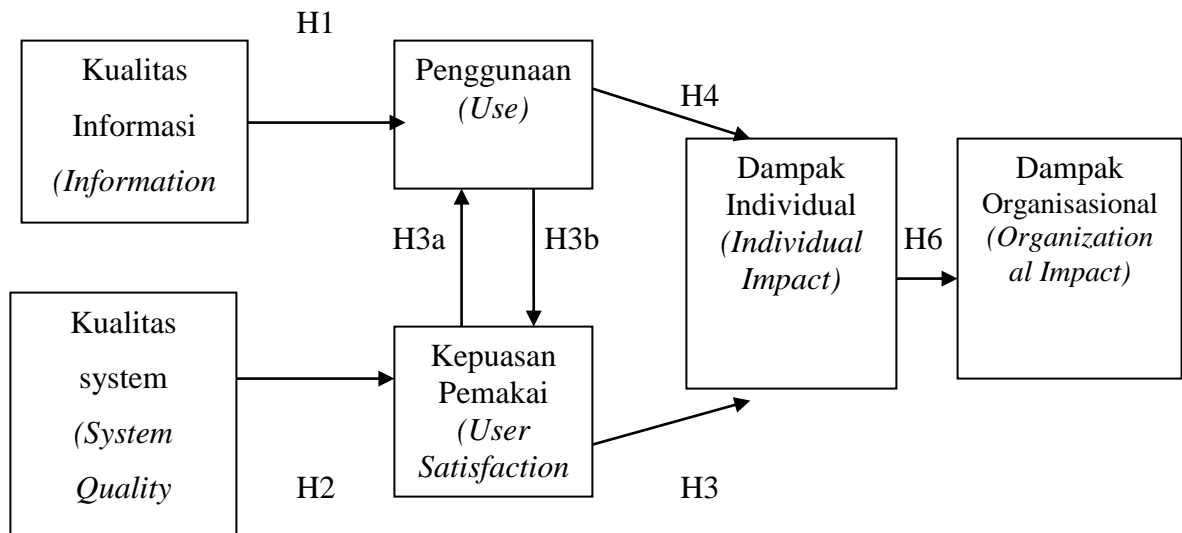 H1
Kualitas
Informasi
(Information
Penggunaan
(Use)
H4
Dampak
Individual
(Individual
Impact)
H6
Dampak
Organisasional
(Organization
al Impact)
H3a
H3b
Kualitas
system
(System
Quality
H2
Kepuasan
Pemakai
(User
Satisfaction
H3